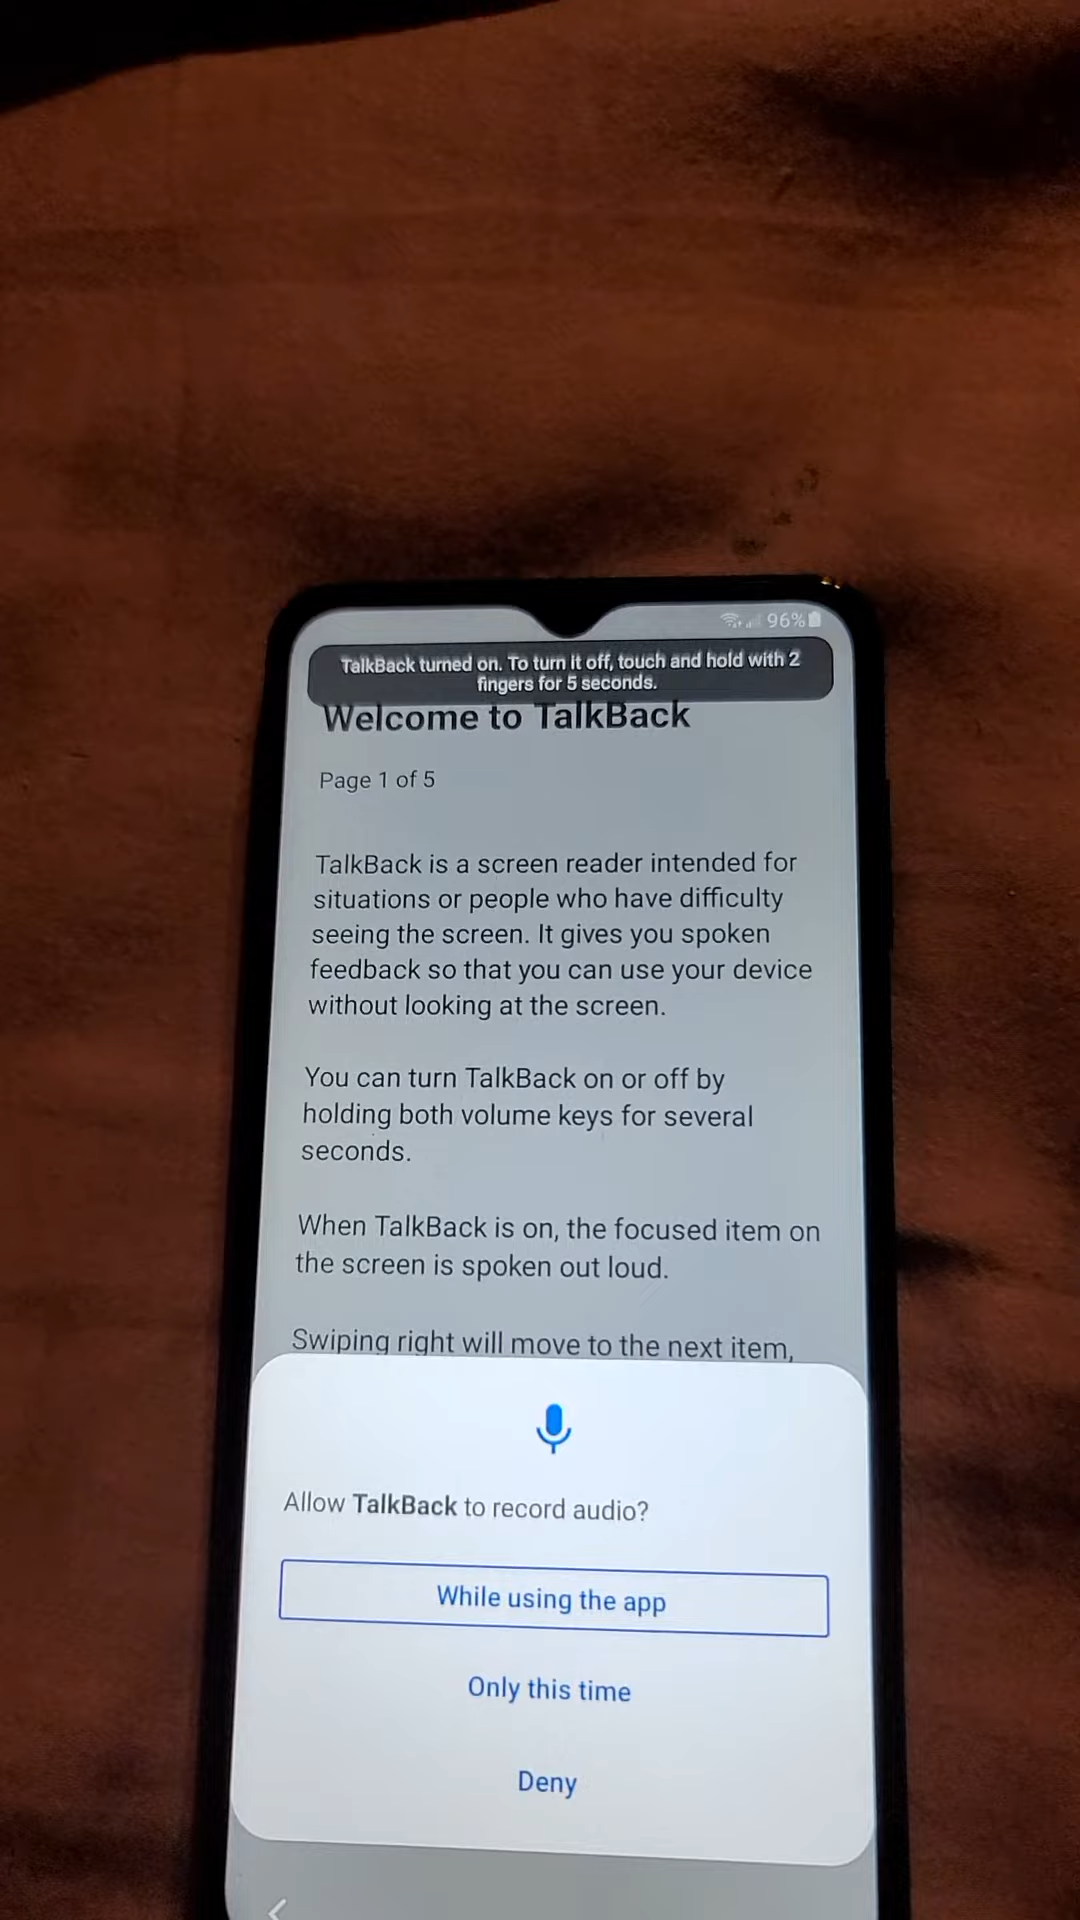 96%
TalkBack turned on. To turn it off, touch and hold with 2
fingers for 5 seconds.
Welcome to TalkBack
Page 1 of 5
TalkBack is a screen reader intended for
situations or people who have difficulty
seeing the screen. It gives you spoken
feedback so that you can use your device
without looking at the screen.
You can turn TalkBack on or off by
holding both volume keys for several
seconds.
When TalkBack is on, the focused item on
the screen is spoken out loud.
Swiping right will move to the next item,
Allow TalkBack to record audio?
While using the app
Only this time
Deny